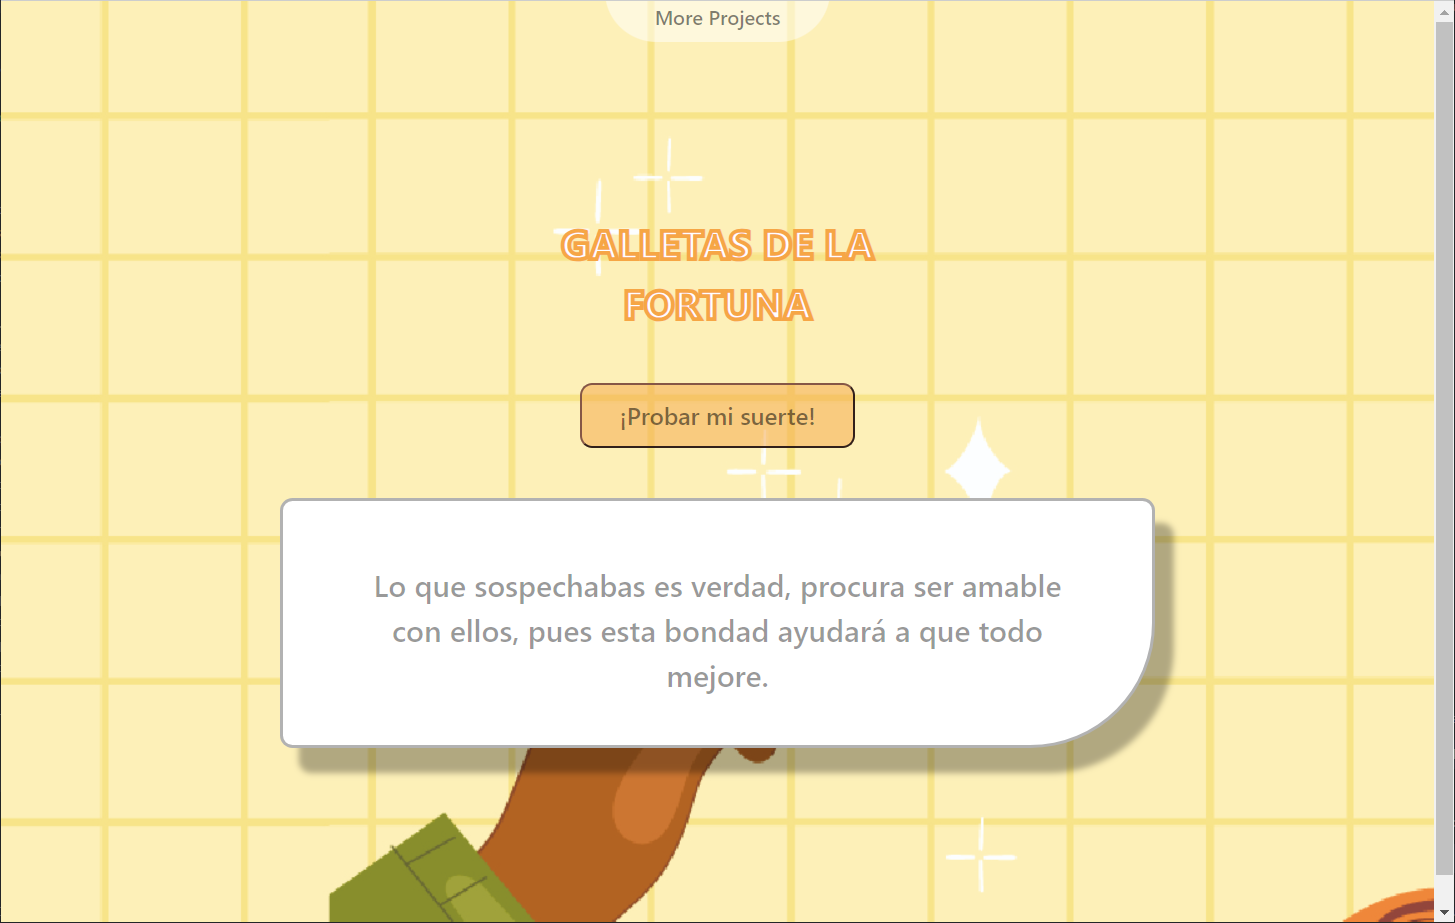 More Projects
GALLETAS DE LA
FORTUNA
¡Probar mi suerte!
Lo que sospechabas es verdad, procura ser amable
con ellos, pues esta bondad ayudará a que todo
mejore.